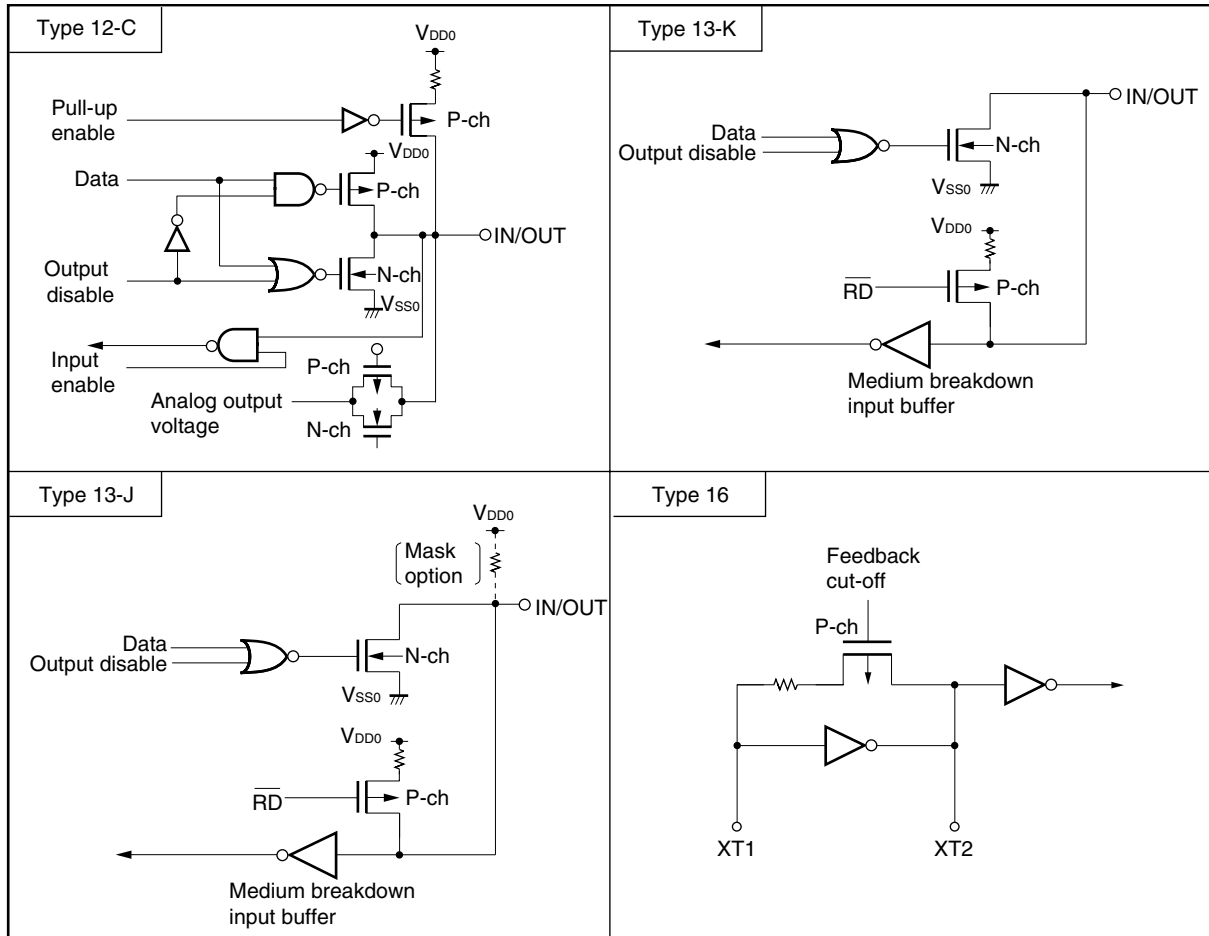 Type 12-C
VDD0
Pull-up
enable
P-ch
VDD0
Data
P-ch
IN/OUT
Output
disable
N-ch
VSS0
Input
enable
P-ch
Analog output
voltage
N-ch
Type 13-K
IN/OUT
Data
Output disable
N-ch
VSS0
VDD0
RD
P-ch
Medium breakdown
input buffer
Type 13-J
VDD0
Mask
option
IN/OUT
Data
Output disable
N-ch
VSS0
VDD0
RD
P-ch
Medium breakdown
input buffer
Type 16
Feedback
cut-off
P-ch
XT1
XT2